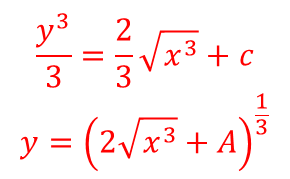 y³/3 = 2/3 √x³ + c
y = (2√x³ + A)^(1/3)